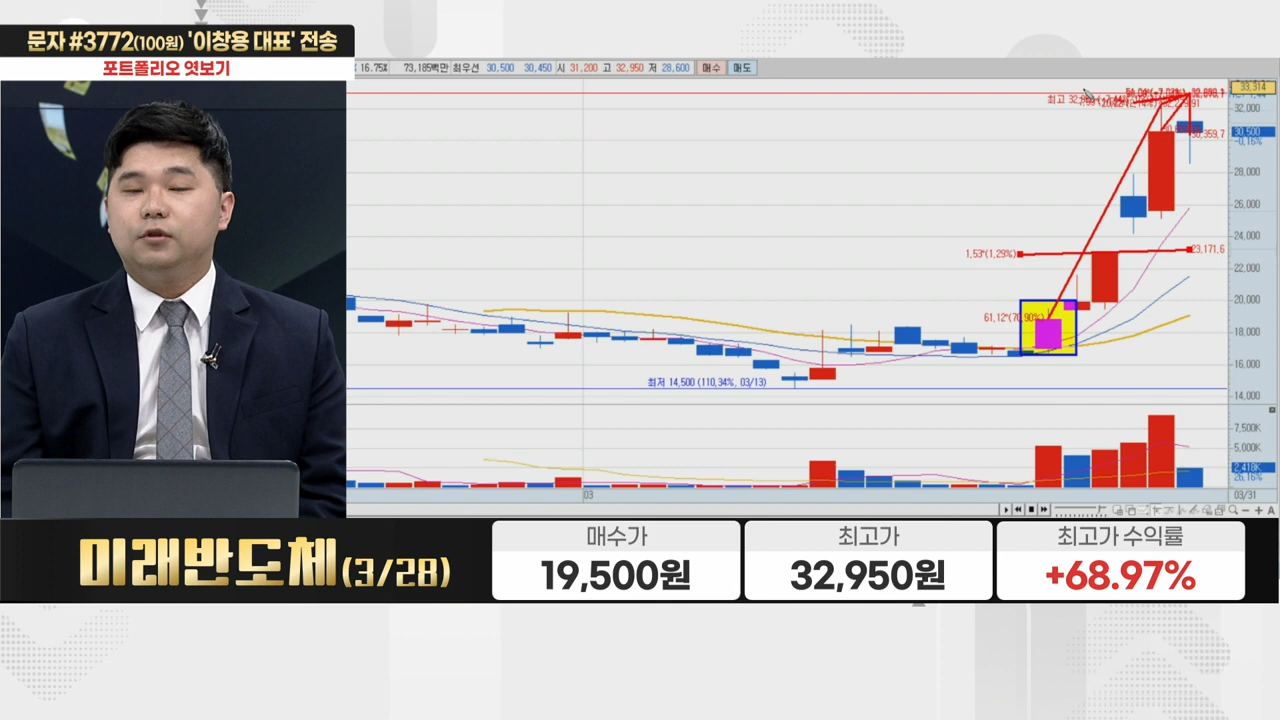 문자 #3772(100원) '이창용 대표' 전송
포트폴리오 엿보기
16.75% 73,185백만 최우선 30,500 30,450 시 31,200 고 32,950 저 28,600 매수 매도
33,314
32,000
30,500
-0,16%
30,359,7
28,000
26,000
24,000
1,53*(1,29%)
23,171,6
22,000
20,000
61,12*(70,90%)
18,000
16,000
최저 14,500 (110,34%, 03/13)
14,000
7,500K
5,000K
2,418K
26,16%
03
03/31
미래반도체(3/28)
매수가
19,500원
최고가
32,950원
최고가 수익률
+68.97%